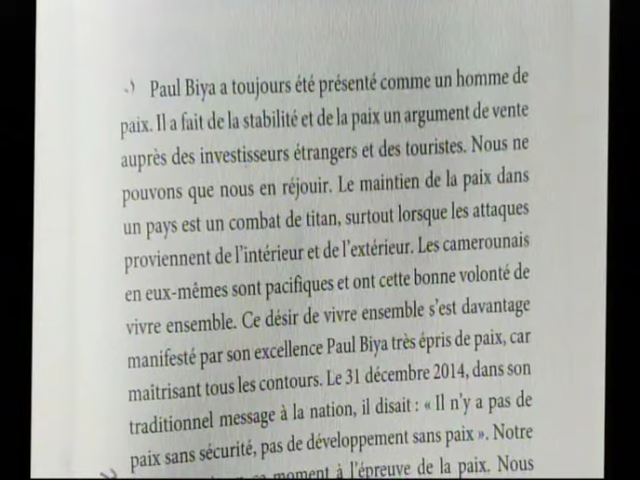 Paul Biya a toujours été présenté comme un homme de
paix. Il a fait de la stabilité et de la paix un argument de vente
auprès des investisseurs étrangers et des touristes. Nous ne
pouvons que nous en réjouir. Le maintien de la paix dans
un pays est un combat de titan, surtout lorsque les attaques
proviennent de l'intérieur et de l'extérieur. Les camerounais
en eux-mêmes sont pacifiques et ont cette bonne volonté de
vivre ensemble. Ce désir de vivre ensemble s'est davantage
manifesté par son excellence Paul Biya très épris de paix, car
maîtrisant tous les contours. Le 31 décembre 2014, dans son
traditionnel message à la nation, il disait : « Il n'y a pas de
paix sans sécurité, pas de développement sans paix ». Notre
moment à l'épreuve de la paix. Nous